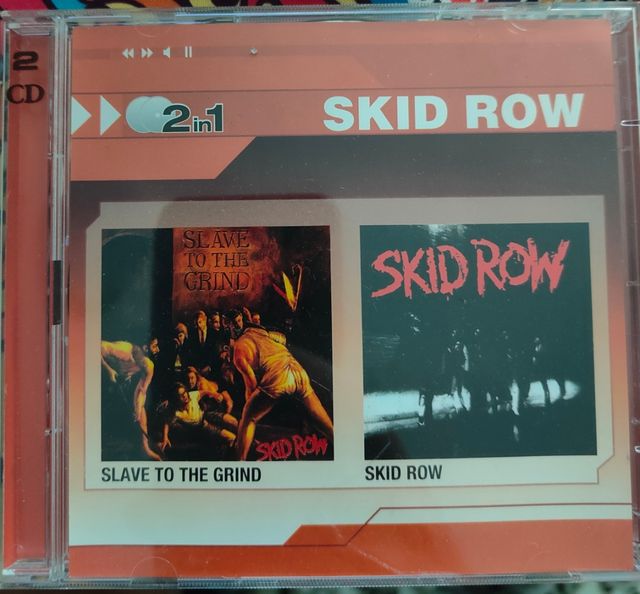 2
CD
2in1
SKID ROW
SLAVE
TO THE
GRIND
SKID ROW
SLAVE TO THE GRIND
SKID ROW
SKID ROW